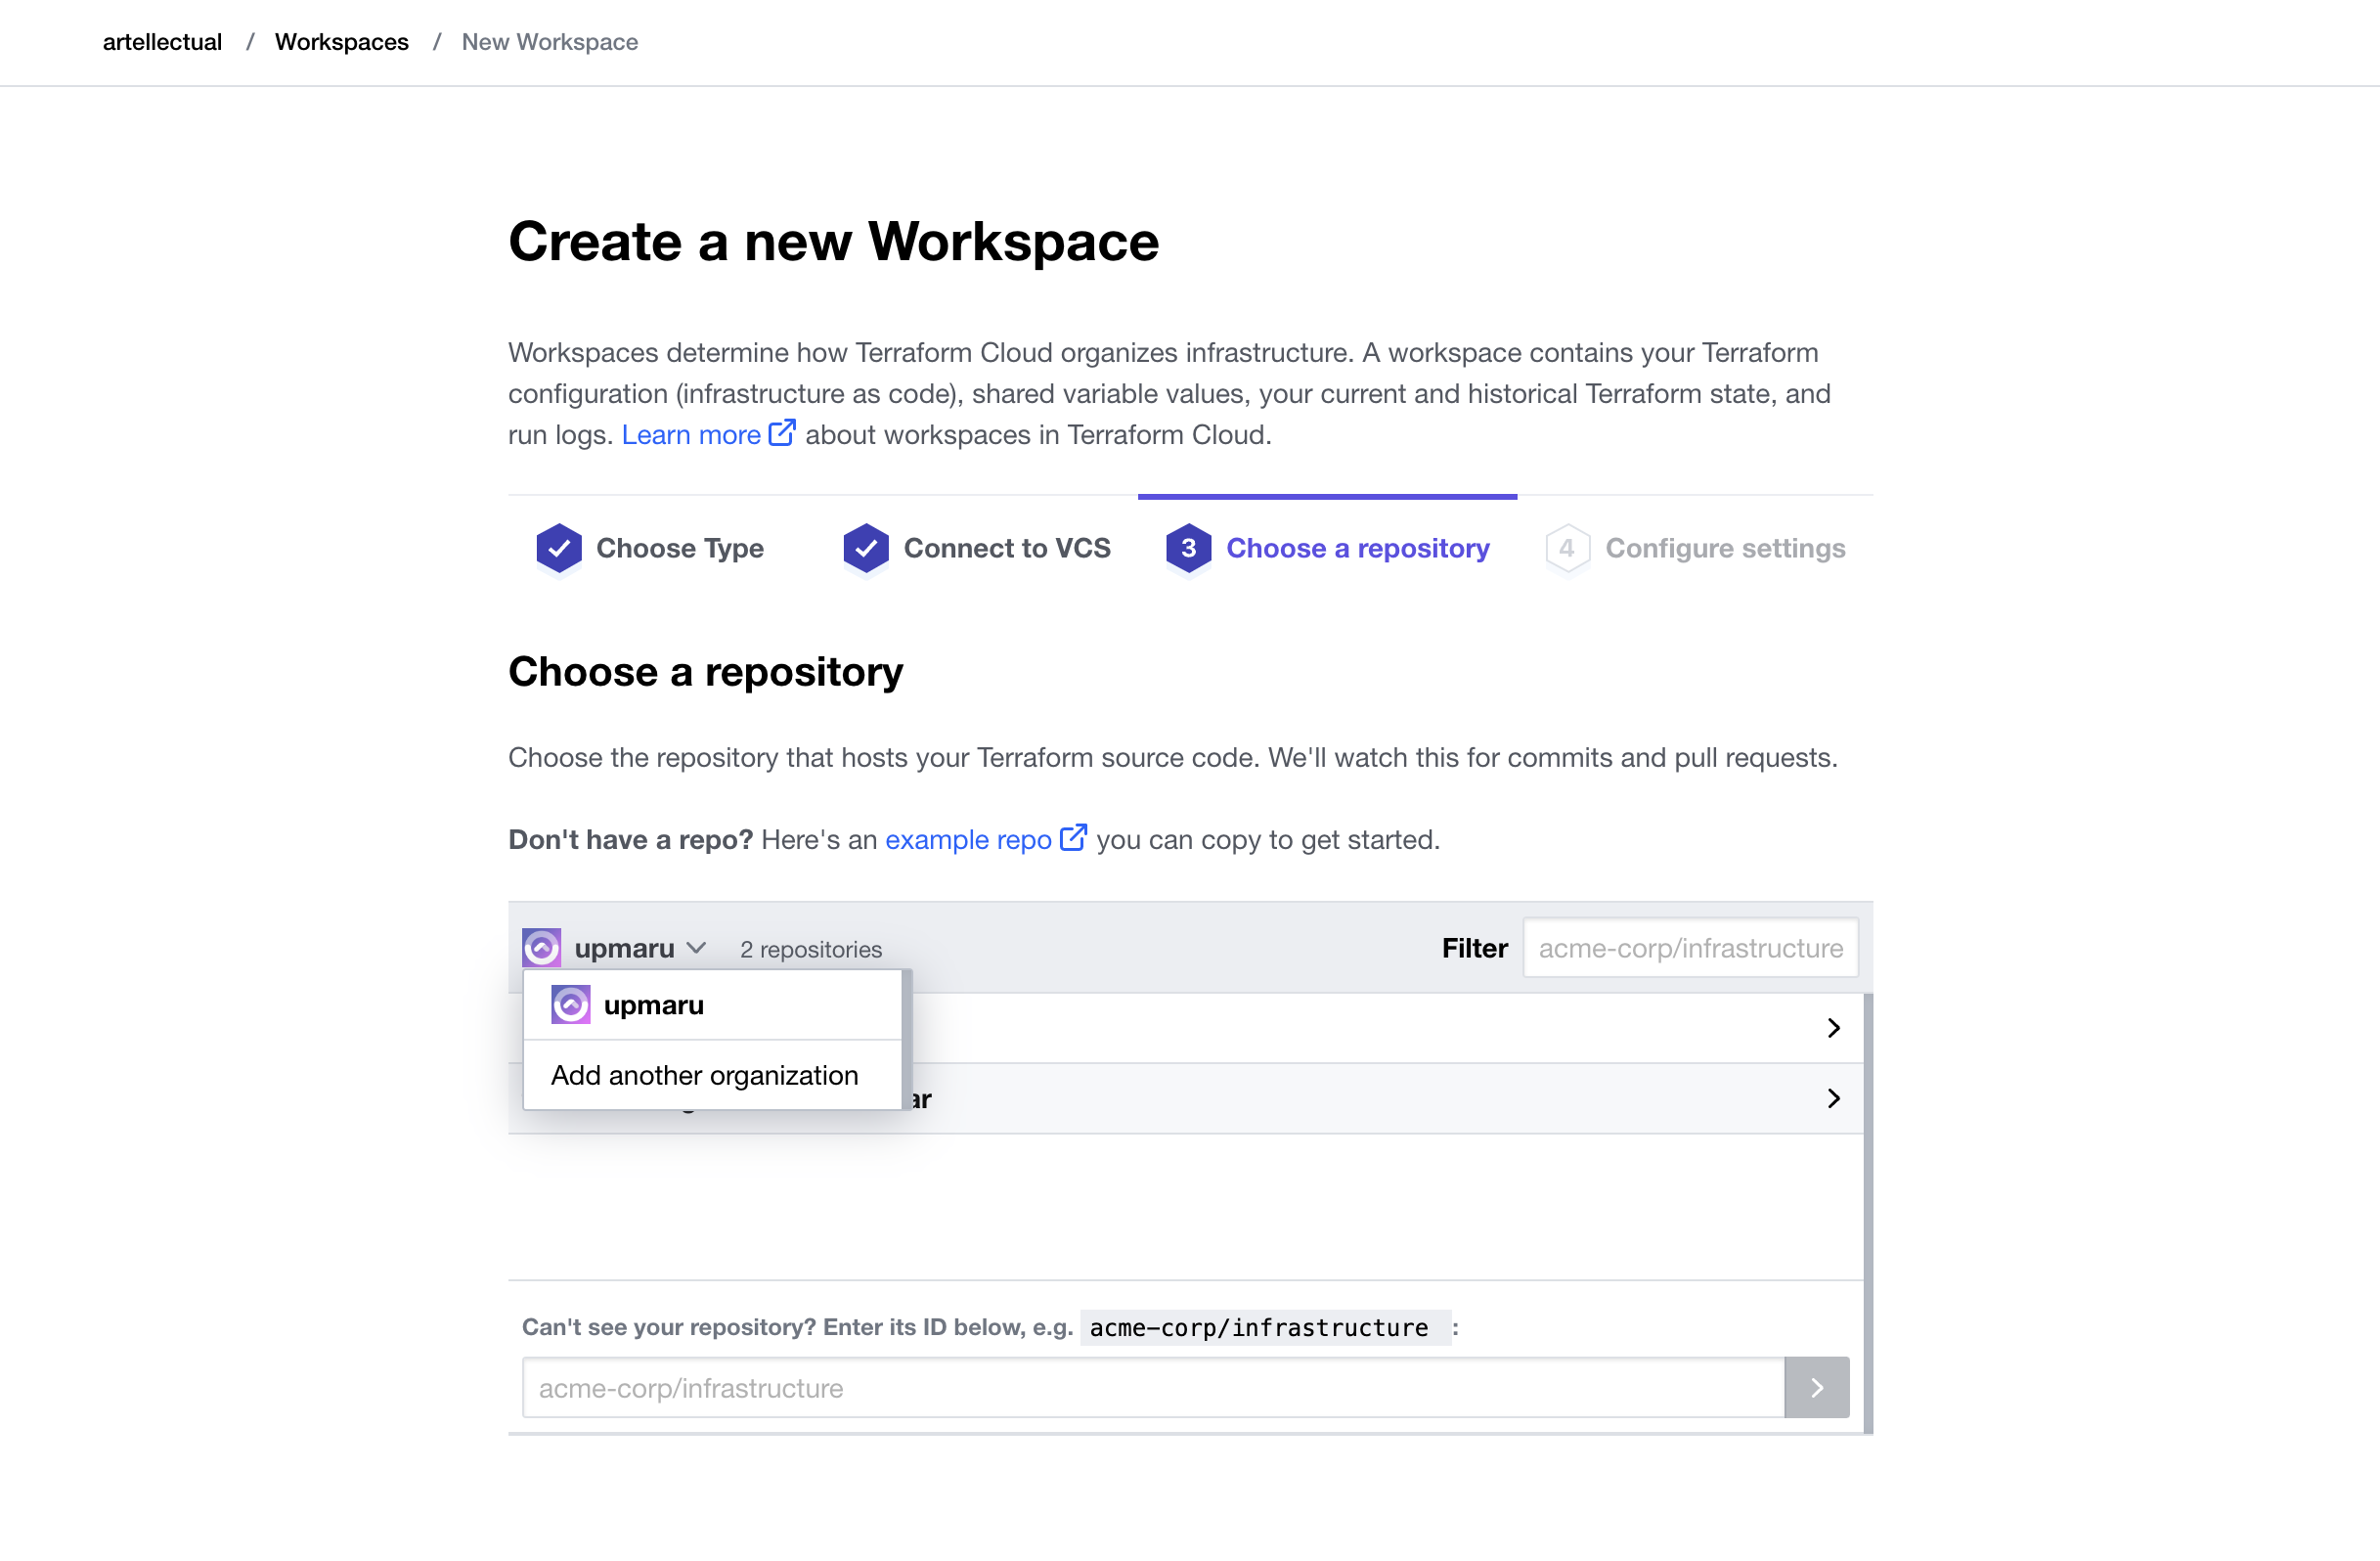 artellectual / Workspaces / New Workspace
Create a new Workspace
Workspaces determine how Terraform Cloud organizes infrastructure. A workspace contains your Terraform
configuration (infrastructure as code), shared variable values, your current and historical Terraform state, and
run logs. Learn more about workspaces in Terraform Cloud.
Choose Type
Connect to VCS
3 Choose a repository
4 Configure settings
Choose a repository
Choose the repository that hosts your Terraform source code. We'll watch this for commits and pull requests.
Don't have a repo? Here's an example repo you can copy to get started.
upmaru 2 repositories Filter acme-corp/infrastructure
upmaru
Add another organization
Can't see your repository? Enter its ID below, e.g. acme-corp/infrastructure :
acme-corp/infrastructure